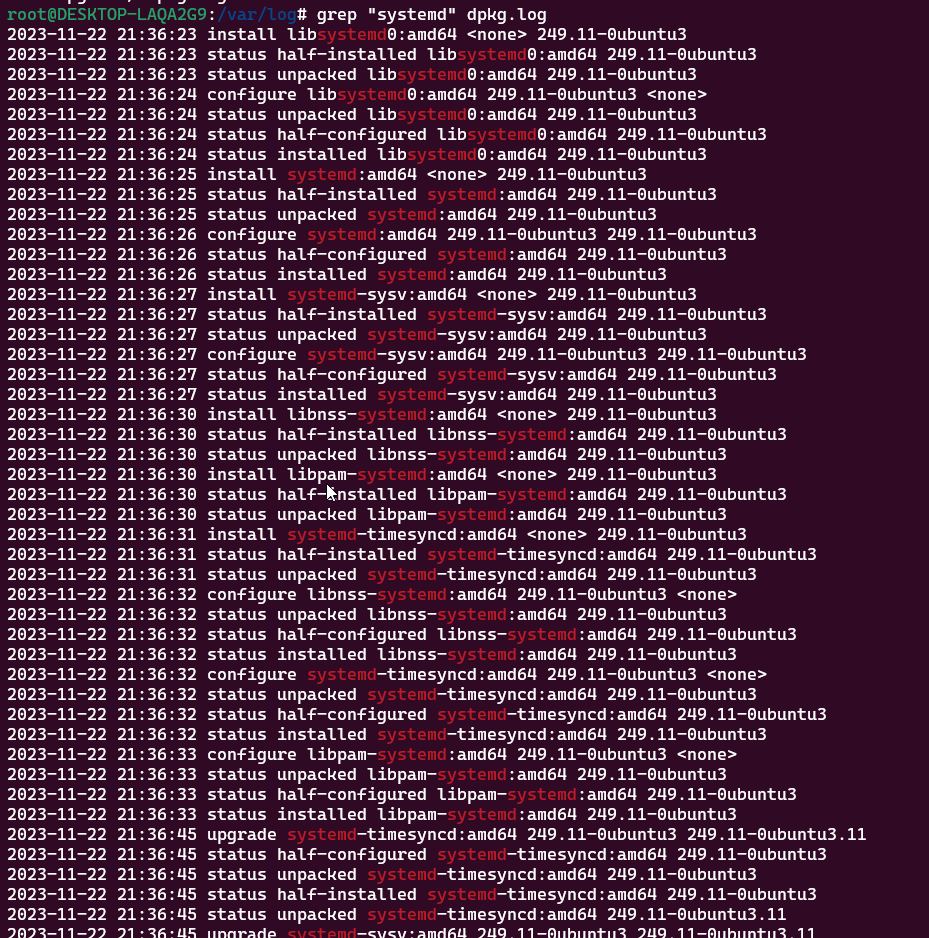 root@DESKTOP-LAQA2G9:/var/log# grep "systemd" dpkg.log
2023-11-22 21:36:23 install libsystemd0:amd64 <none> 249.11-0ubuntu3
2023-11-22 21:36:23 status half-installed libsystemd0:amd64 249.11-0ubuntu3
2023-11-22 21:36:23 status unpacked libsystemd0:amd64 249.11-0ubuntu3
2023-11-22 21:36:24 configure libsystemd0:amd64 249.11-0ubuntu3 <none>
2023-11-22 21:36:24 status unpacked libsystemd0:amd64 249.11-0ubuntu3
2023-11-22 21:36:24 status half-configured libsystemd0:amd64 249.11-0ubuntu3
2023-11-22 21:36:24 status installed libsystemd0:amd64 249.11-0ubuntu3
2023-11-22 21:36:25 install systemd:amd64 <none> 249.11-0ubuntu3
2023-11-22 21:36:25 status half-installed systemd:amd64 249.11-0ubuntu3
2023-11-22 21:36:25 status unpacked systemd:amd64 249.11-0ubuntu3
2023-11-22 21:36:26 configure systemd:amd64 249.11-0ubuntu3 249.11-0ubuntu3
2023-11-22 21:36:26 status half-configured systemd:amd64 249.11-0ubuntu3
2023-11-22 21:36:26 status installed systemd:amd64 249.11-0ubuntu3
2023-11-22 21:36:27 install systemd-sysv:amd64 <none> 249.11-0ubuntu3
2023-11-22 21:36:27 status half-installed systemd-sysv:amd64 249.11-0ubuntu3
2023-11-22 21:36:27 status unpacked systemd-sysv:amd64 249.11-0ubuntu3
2023-11-22 21:36:27 configure systemd-sysv:amd64 249.11-0ubuntu3 249.11-0ubuntu3
2023-11-22 21:36:27 status half-configured systemd-sysv:amd64 249.11-0ubuntu3
2023-11-22 21:36:27 status installed systemd-sysv:amd64 249.11-0ubuntu3
2023-11-22 21:36:30 install libnss-systemd:amd64 <none> 249.11-0ubuntu3
2023-11-22 21:36:30 status half-installed libnss-systemd:amd64 249.11-0ubuntu3
2023-11-22 21:36:30 status unpacked libnss-systemd:amd64 249.11-0ubuntu3
2023-11-22 21:36:30 install libpam-systemd:amd64 <none> 249.11-0ubuntu3
2023-11-22 21:36:30 status half-installed libpam-systemd:amd64 249.11-0ubuntu3
2023-11-22 21:36:30 status unpacked libpam-systemd:amd64 249.11-0ubuntu3
2023-11-22 21:36:31 install systemd-timesyncd:amd64 <none> 249.11-0ubuntu3
2023-11-22 21:36:31 status half-installed systemd-timesyncd:amd64 249.11-0ubuntu3
2023-11-22 21:36:31 status unpacked systemd-timesyncd:amd64 249.11-0ubuntu3
2023-11-22 21:36:32 configure libnss-systemd:amd64 249.11-0ubuntu3 <none>
2023-11-22 21:36:32 status unpacked libnss-systemd:amd64 249.11-0ubuntu3
2023-11-22 21:36:32 status half-configured libnss-systemd:amd64 249.11-0ubuntu3
2023-11-22 21:36:32 status installed libnss-systemd:amd64 249.11-0ubuntu3
2023-11-22 21:36:32 configure systemd-timesyncd:amd64 249.11-0ubuntu3 <none>
2023-11-22 21:36:32 status unpacked systemd-timesyncd:amd64 249.11-0ubuntu3
2023-11-22 21:36:32 status half-configured systemd-timesyncd:amd64 249.11-0ubuntu3
2023-11-22 21:36:32 status installed systemd-timesyncd:amd64 249.11-0ubuntu3
2023-11-22 21:36:33 configure libpam-systemd:amd64 249.11-0ubuntu3 <none>
2023-11-22 21:36:33 status unpacked libpam-systemd:amd64 249.11-0ubuntu3
2023-11-22 21:36:33 status half-configured libpam-systemd:amd64 249.11-0ubuntu3
2023-11-22 21:36:33 status installed libpam-systemd:amd64 249.11-0ubuntu3
2023-11-22 21:36:45 upgrade systemd-timesyncd:amd64 249.11-0ubuntu3 249.11-0ubuntu3.11
2023-11-22 21:36:45 status half-configured systemd-timesyncd:amd64 249.11-0ubuntu3
2023-11-22 21:36:45 status unpacked systemd-timesyncd:amd64 249.11-0ubuntu3
2023-11-22 21:36:45 status half-installed systemd-timesyncd:amd64 249.11-0ubuntu3
2023-11-22 21:36:45 status unpacked systemd-timesyncd:amd64 249.11-0ubuntu3.11
2023-11-22 21:36:45 upgrade systemd-sysv:amd64 249.11-0ubuntu3 249.11-0ubuntu3.11